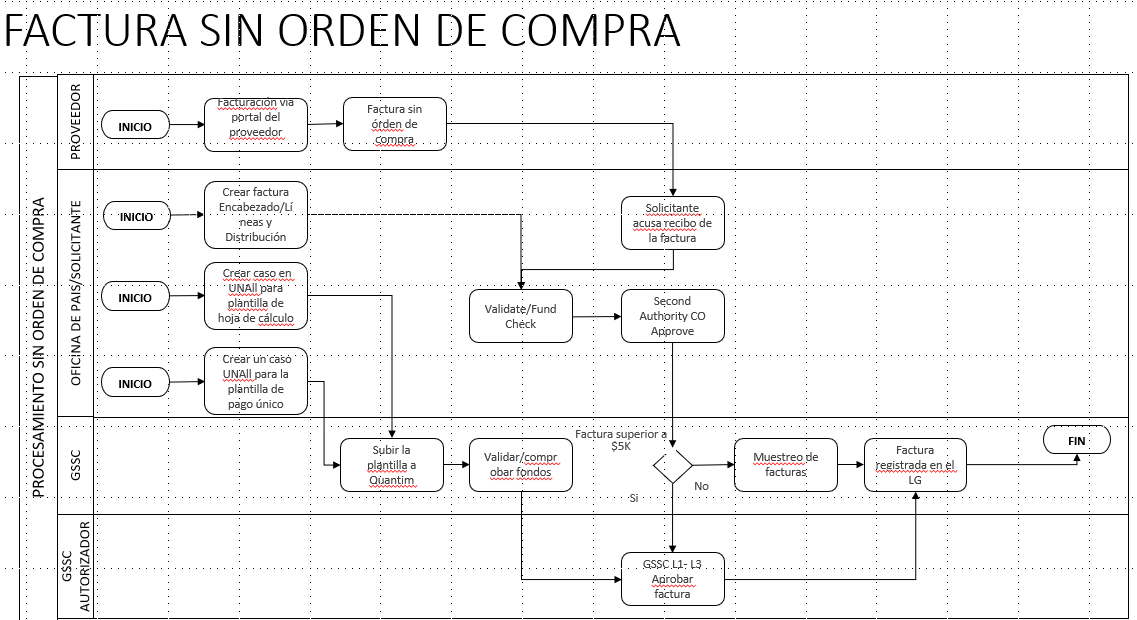 FACTURA SIN ORDEN DE COMPRA
PROCESAMIENTO SIN ORDEN DE COMPRA
PROVEEDOR
INICIO
Facturación vía
portal del
proveedor
Factura sin
órden de
compra
OFICINA DE PAIS/SOLICITANTE
INICIO
Crear factura
Encabezado/Lí
neas y
Distribución
Solicitante
acusa recibo de
la factura
INICIO
Crear caso en
UNAll para
plantilla de
hoja de cálculo
Validate/Fund
Check
Second
Authority CO
Approve
INICIO
Crear un caso
UNAll para la
plantilla de
pago único
GSSC
Subir la
plantilla a
Quantim
Validar/compr
obar fondos
Factura superior a
$5K
Si
No
Muestreo de
facturas
Factura
registrada en el
LG
FIN
GSSC
AUTORIZADOR
GSSC L1- L3
Aprobar
factura